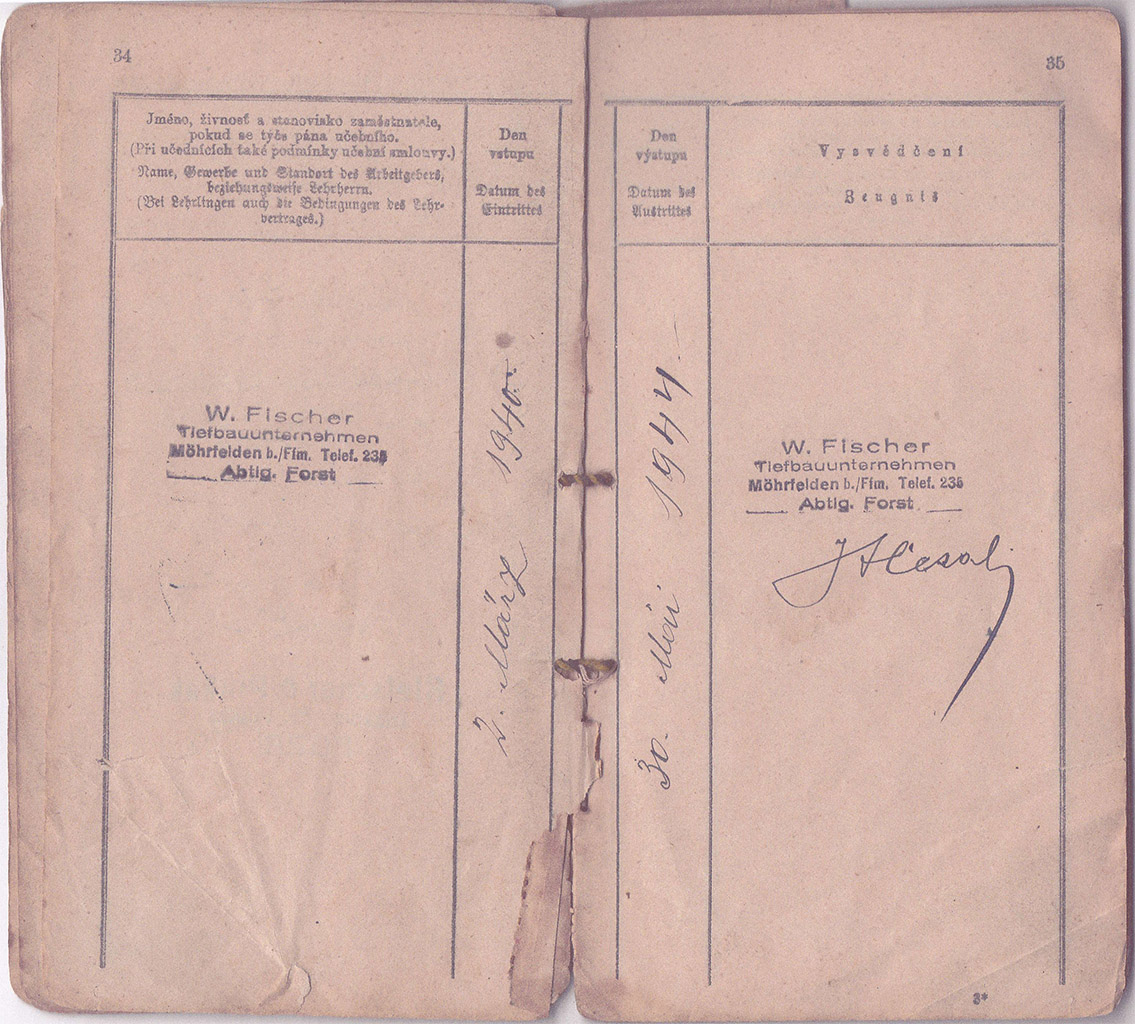 34
Jméno, živnosť a stanovisko zaměstnatele,
pokud se týče pána učebního.
(Při učednících také podmínky učební smlouvy.)
Name, Gewerbe und Standort des Arbeitgebers,
beziehungsweise Lehrherrn.
(Bei Lehrlingen auch die Bedingungen des Lehr-
vertrages.)
Den
vstupu
Datum des
Eintrittes
W. Fischer
Tiefbauunternehmen
Möhrfelden b./Ffm. Telef. 235
Abtlg. Forst
2. März 1940.
35
Den
výstupu
Datum des
Austrittes
Vysvědčení
Zeugnis
30. Mai 1944
W. Fischer
Tiefbauunternehmen
Möhrfelden b./Ffm. Telef. 235
Abtlg. Forst
3*